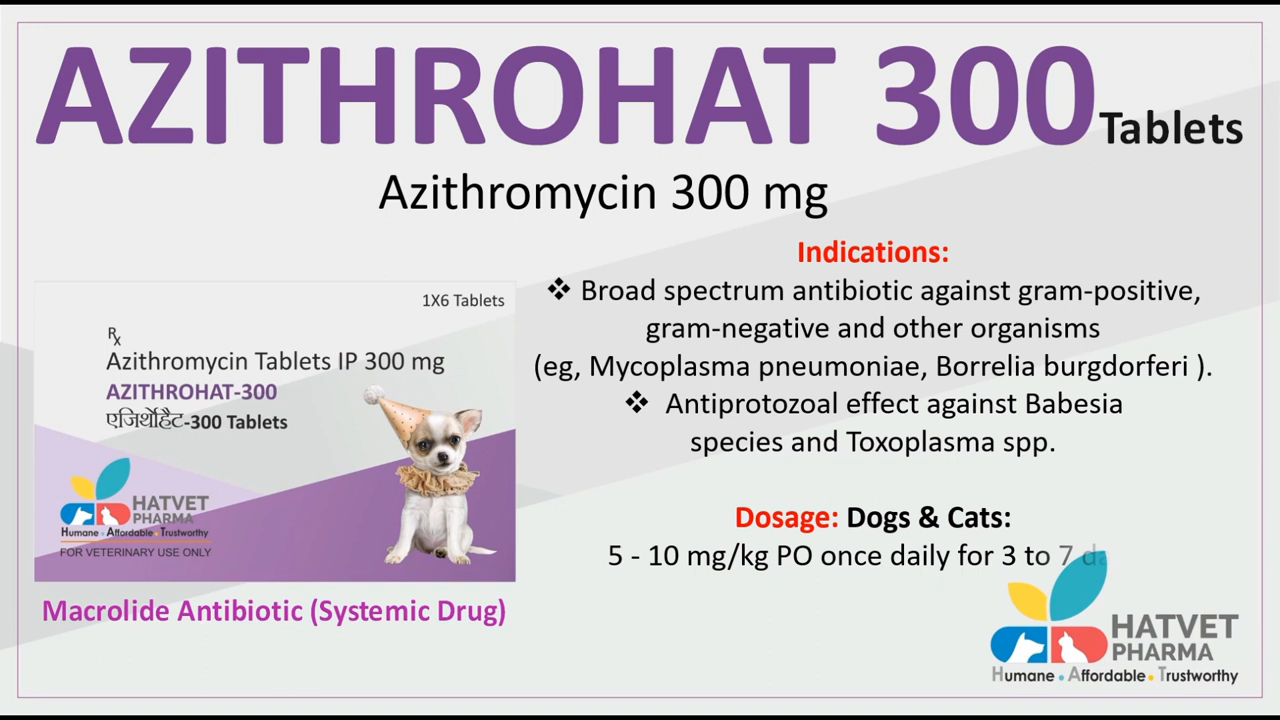 AZITHROHAT 300 Tablets
Azithromycin 300 mg
1X6 Tablets
Rx
Azithromycin Tablets IP 300 mg
AZITHROHAT-300
एजिर्थोहैट-300 Tablets
HATVET
PHARMA
Humane • Affordable • Trustworthy
FOR VETERINARY USE ONLY
Macrolide Antibiotic (Systemic Drug)
Indications:
❖ Broad spectrum antibiotic against gram-positive,
gram-negative and other organisms
(eg, Mycoplasma pneumoniae, Borrelia burgdorferi ).
❖ Antiprotozoal effect against Babesia
species and Toxoplasma spp.
Dosage: Dogs & Cats:
5 - 10 mg/kg PO once daily for 3 to 7
HATVET
PHARMA
Humane • Affordable • Trustworthy